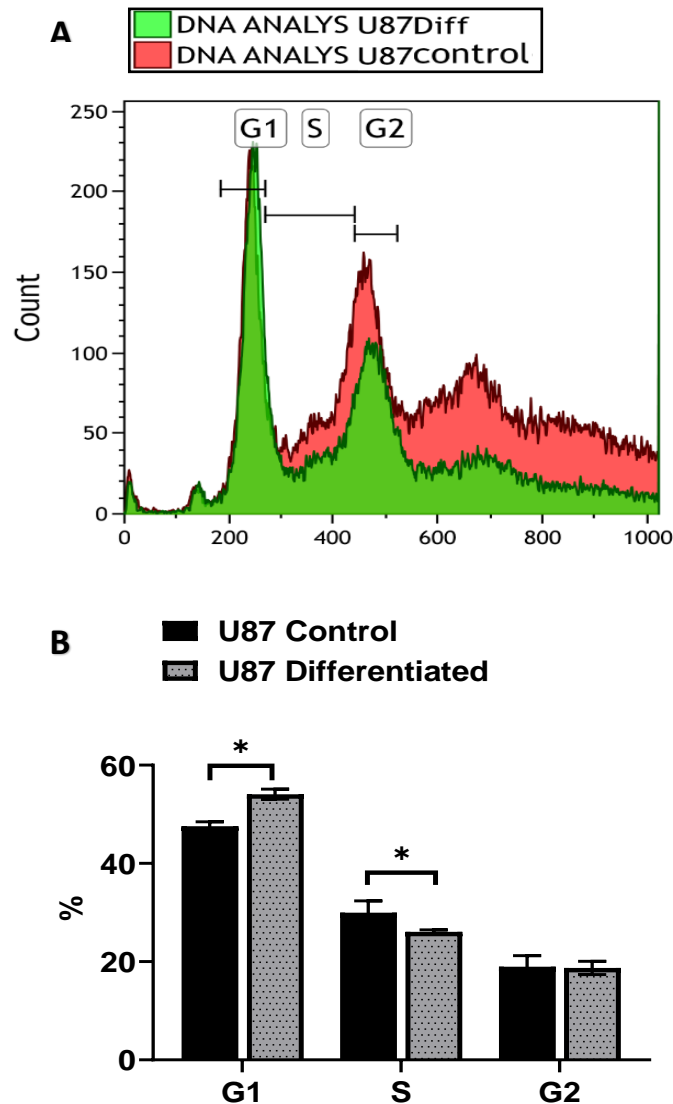 A
DNA ANALYS U87Diff
DNA ANALYS U87control
250
200
150
100
50
0
Count
G1 S G2
0 200 400 600 800 1000
B
U87 Control
U87 Differentiated
60
40
20
0
%
*
*
G1 S G2